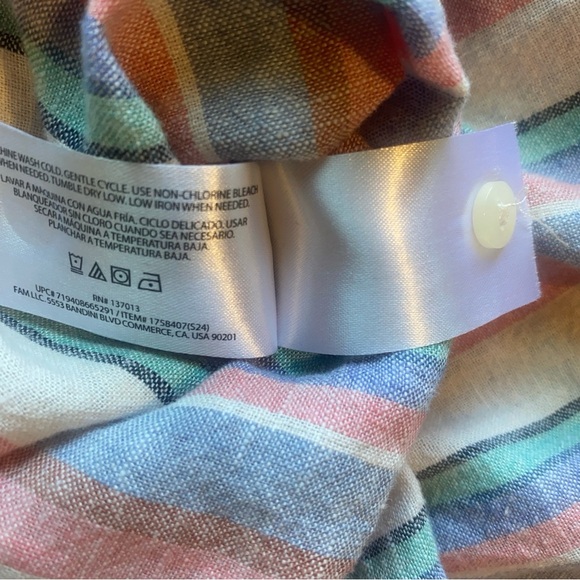 HINE WASH COLD. GENTLE CYCLE. USE NON-CHLORINE BLEACH
WHEN NEEDED. TUMBLE DRY LOW. LOW IRON WHEN NEEDED.
LAVAR A MAQUINA CON AGUA FRÍA. CICLO DELICADO. USAR
BLANQUEADOR SIN CLORO CUANDO SEA NECESARIO.
SECAR A MAQUINA A TEMPERATURA BAJA.
PLANCHAR A TEMPERATURA BAJA.
RN# 137013
UPC# 719408665291 / ITEM# 1758407(S24)
FAM LLC. 5553 BANDINI BLVD COMMERCE, CA. USA 90201